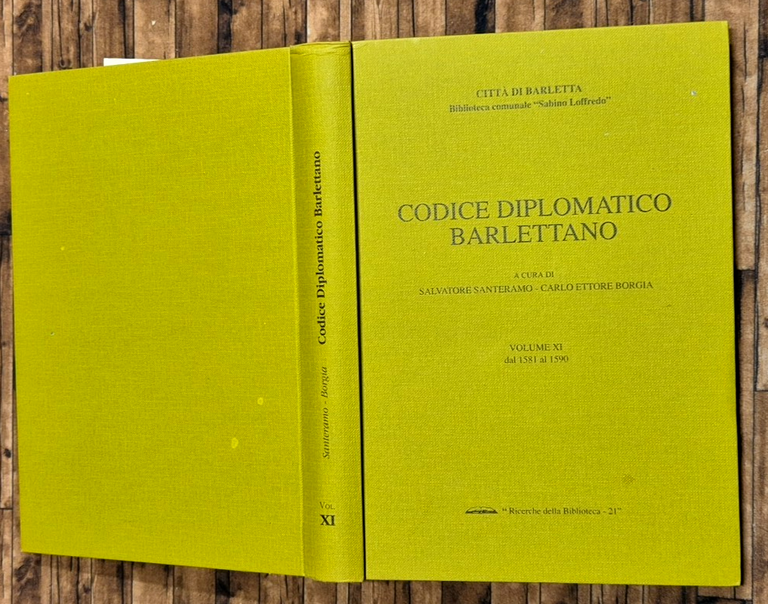 Codice Diplomatico Barlettano
Santeramo - Borgia
VOL.
XI
CITTÀ DI BARLETTA
Biblioteca comunale "Sabino Loffredo"
CODICE DIPLOMATICO
BARLETTANO
A CURA DI
SALVATORE SANTERAMO - CARLO ETTORE BORGIA
VOLUME XI
dal 1581 al 1590
"Ricerche della Biblioteca - 21"